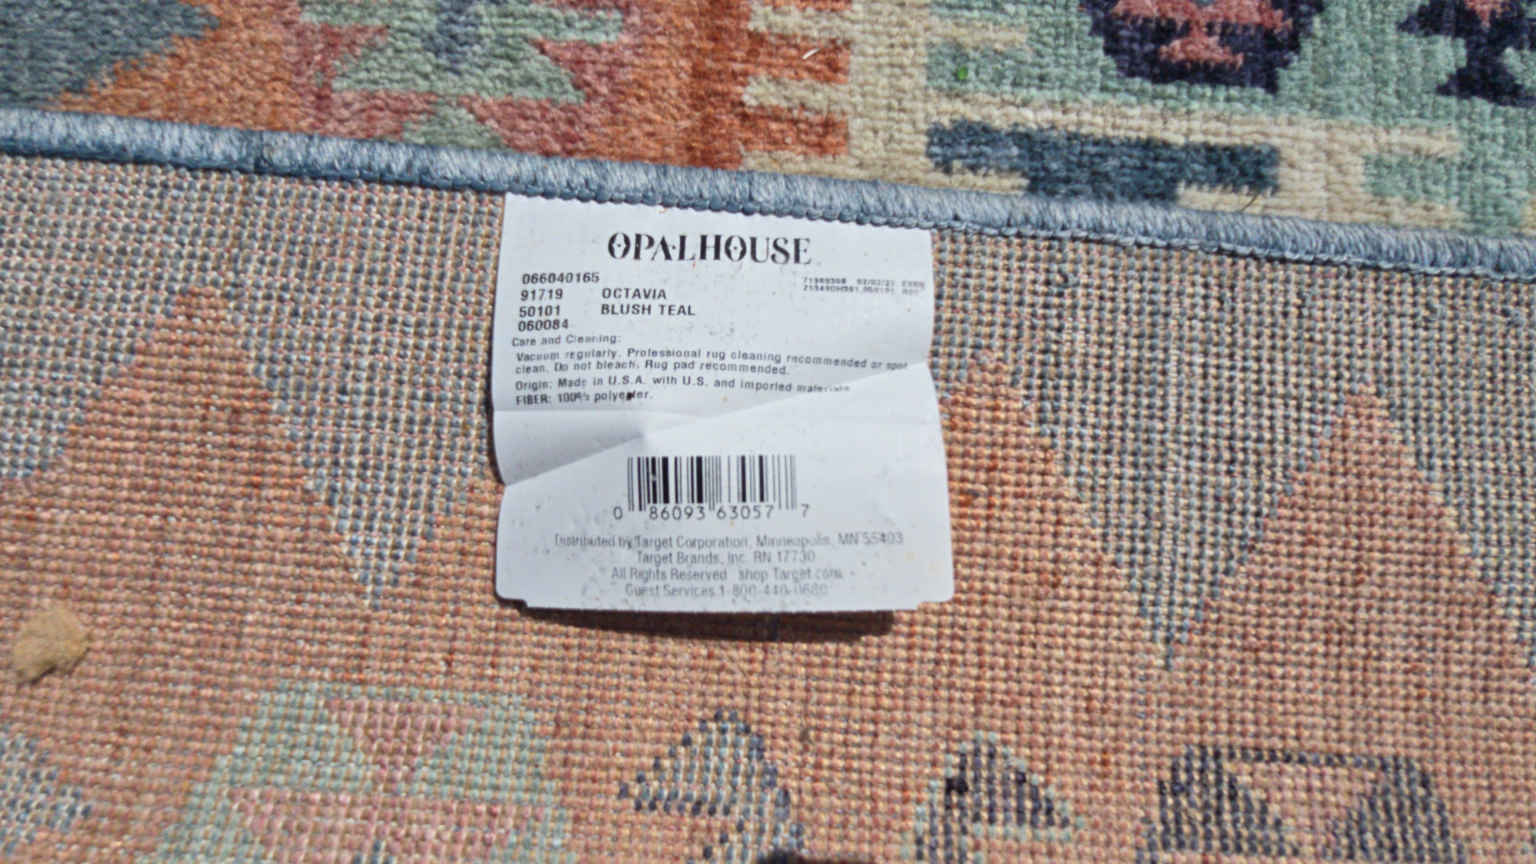 OPALHOUSE
066040165
91719 OCTAVIA
50101 BLUSH TEAL
060084
Care and Cleaning:
Vacuum regularly. Professional rug cleaning recommended or spot
clean. Do not bleach. Rug pad recommended.
Origin: Made in U.S.A. with U.S. and imported materials
FIBER: 100% polyester.
0 86093 63057 7
Distributed by Target Corporation, Minneapolis, MN 55403
Target Brands, Inc. RN 17730
All Rights Reserved shop Target.com
Guest Services 1-800-440-0680